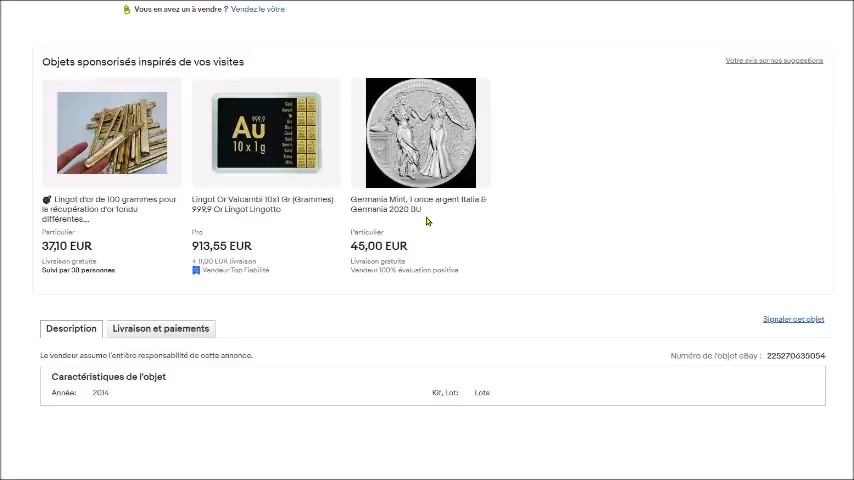 Vous en avez un à vendre ? Vendez le vôtre
Objets sponsorisés inspirés de vos visites
Votre avis sur nos suggestions
Au
999,9
10 x 1g
Lingot d'or de 100 grammes pour
la récupération d'or fondu
différentes...
Particulier
37,10 EUR
Livraison gratuite
Suivi par 38 personnes
Lingot Or Valcambi 10x1 Gr (Grammes)
999,9 Or Lingot Lingotto
Pro
913,55 EUR
+ 11,00 EUR livraison
Vendeur Top Fiabilité
Germania Mint, 1 once argent Italia &
Germania 2020 BU
Particulier
45,00 EUR
Livraison gratuite
Vendeur 100% évaluation positive
Signaler cet objet
Description
Livraison et paiements
Le vendeur assume l'entière responsabilité de cette annonce.
Numéro de l'objet eBay : 225270635054
Caractéristiques de l'objet
Année: 2014
Kit, Lot: Lots